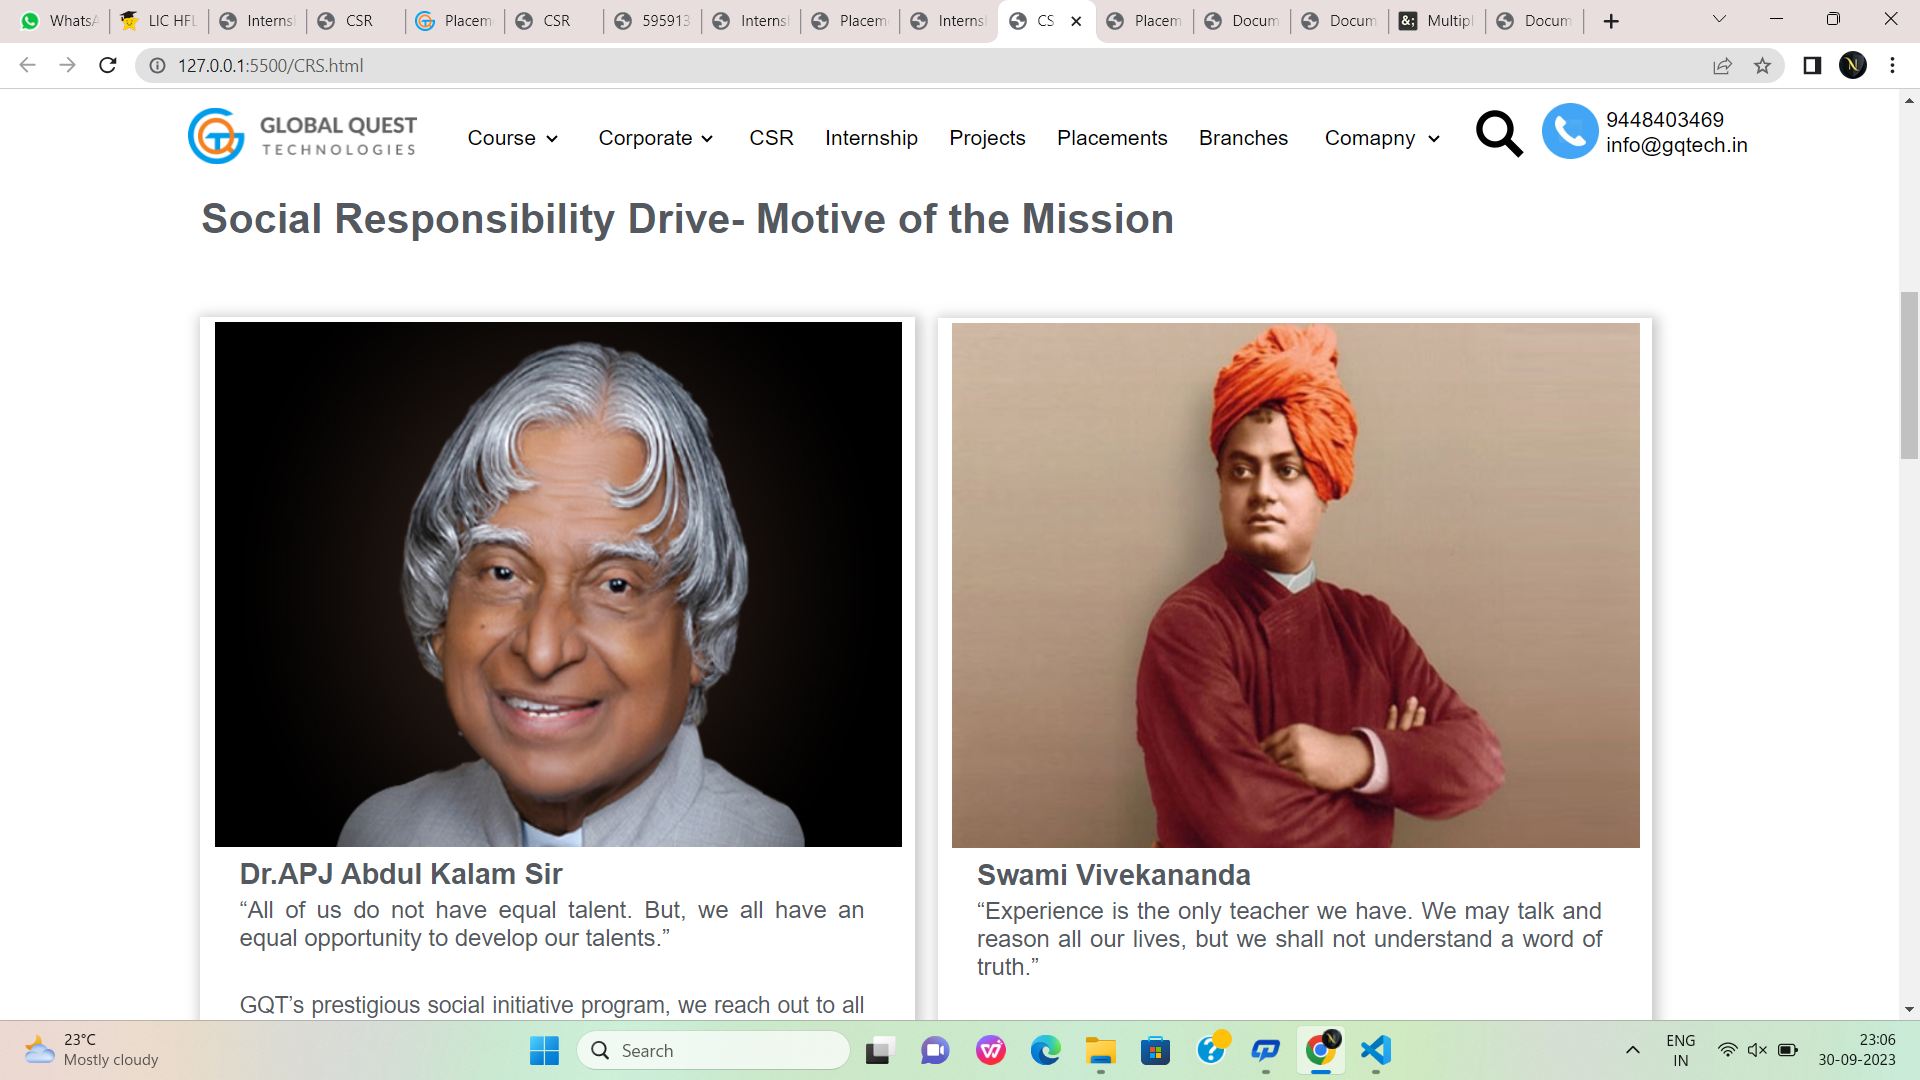 WhatsA
LIC HFL
Interns
CSR
Placem
CSR
595913
Interns
Placem
Interns
CS
Placem
Docum
Docum
&;
Multipl
Docum
127.0.0.1:5500/CRS.html
N
GLOBAL QUEST
TECHNOLOGIES
Course
Corporate
CSR
Internship
Projects
Placements
Branches
Comapny
9448403469
info@gqtech.in
Social Responsibility Drive- Motive of the Mission
Dr.APJ Abdul Kalam Sir
“All of us do not have equal talent. But, we all have an
equal opportunity to develop our talents.”
GQT’s prestigious social initiative program, we reach out to all
Swami Vivekananda
“Experience is the only teacher we have. We may talk and
reason all our lives, but we shall not understand a word of
truth.”
23°C
Mostly cloudy
Search
ENG
IN
23:06
30-09-2023